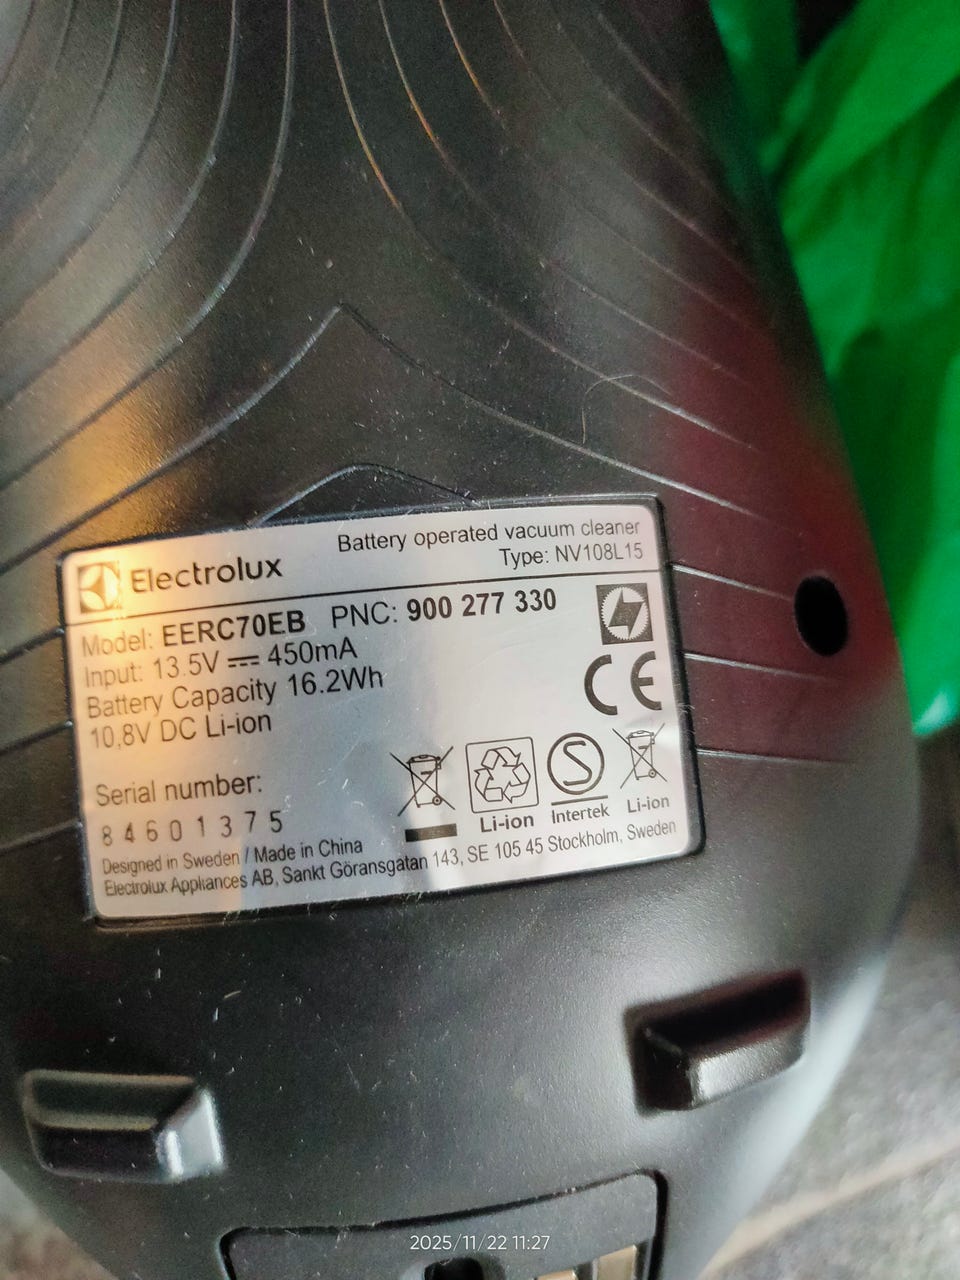 Electrolux
Battery operated vacuum cleaner
Type: NV108L15
Model: EERC70EB PNC: 900 277 330
Input: 13.5V ⎓ 450mA
Battery Capacity 16.2Wh
10,8V DC Li-ion
CE
Serial number:
84601375
Li-ion
Intertek
Li-ion
Designed in Sweden / Made in China
Electrolux Appliances AB, Sankt Göransgatan 143, SE 105 45 Stockholm, Sweden
2025/11/22 11:27